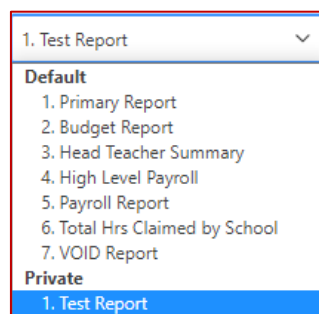 1. Test Report
Default
1. Primary Report
2. Budget Report
3. Head Teacher Summary
4. High Level Payroll
5. Payroll Report
6. Total Hrs Claimed by School
7. VOID Report
Private
1. Test Report